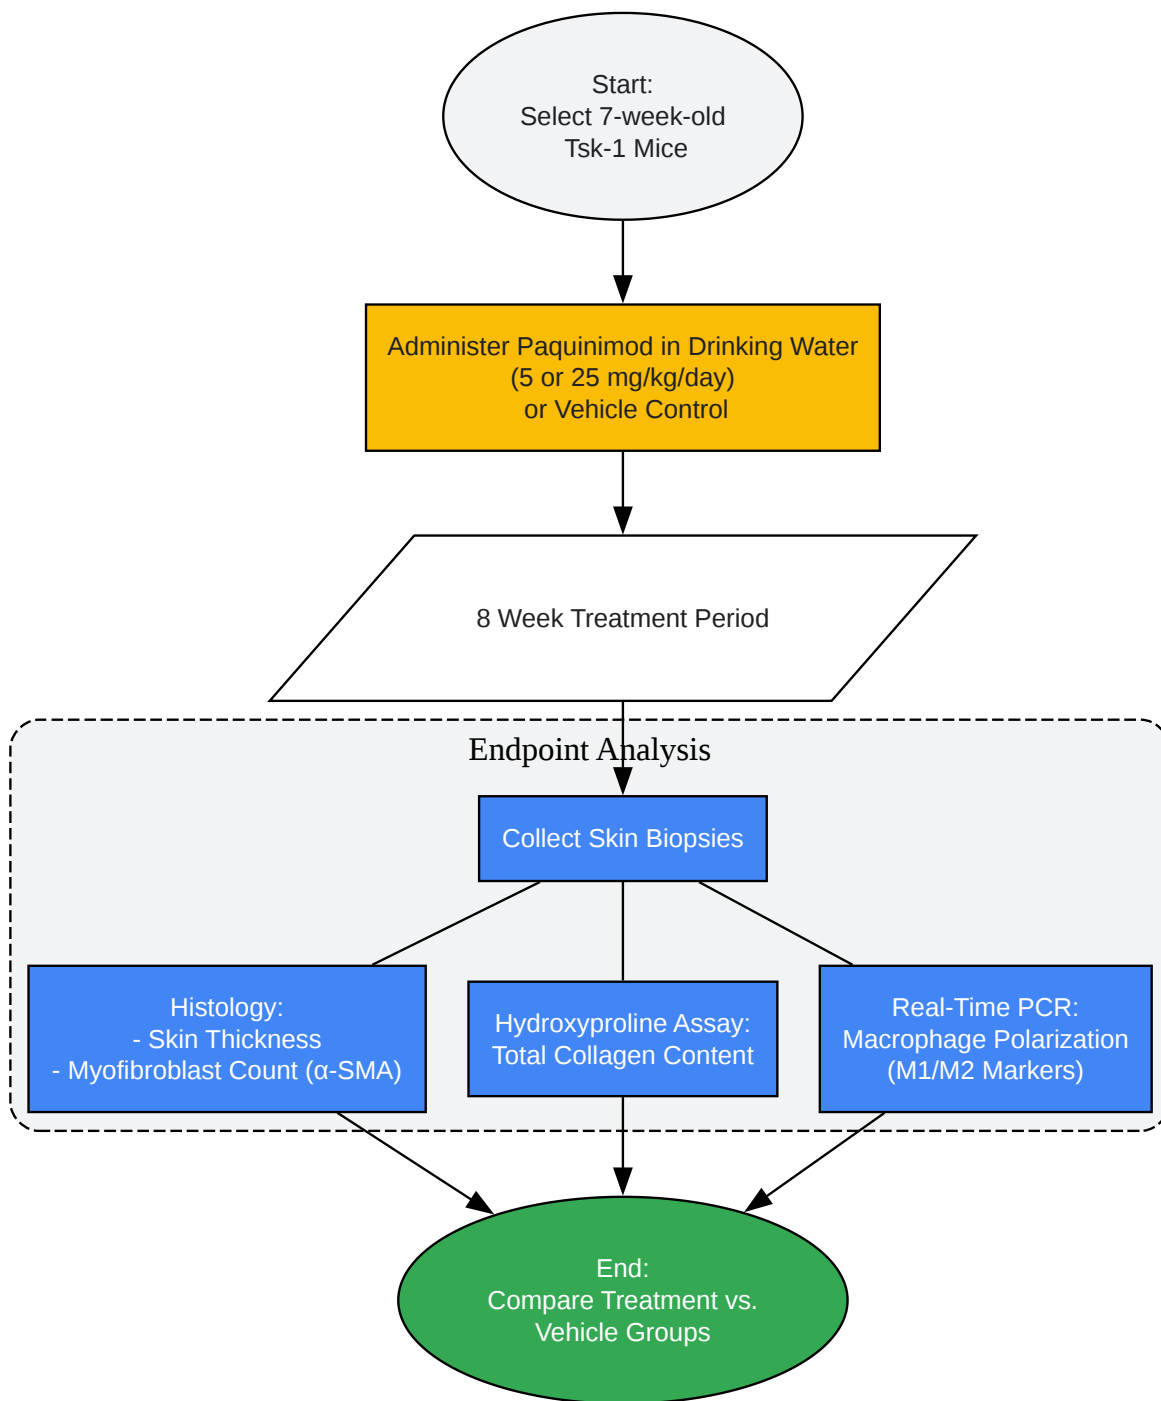 Start:
Select 7-week-old
Tsk-1 Mice
Administer Paquinimod in Drinking Water
(5 or 25 mg/kg/day)
or Vehicle Control
8 Week Treatment Period
Endpoint Analysis
Collect Skin Biopsies
Histology:
- Skin Thickness
- Myofibroblast Count (α-SMA)
Hydroxyproline Assay:
Total Collagen Content
Real-Time PCR:
Macrophage Polarization
(M1/M2 Markers)
End:
Compare Treatment vs.
Vehicle Groups